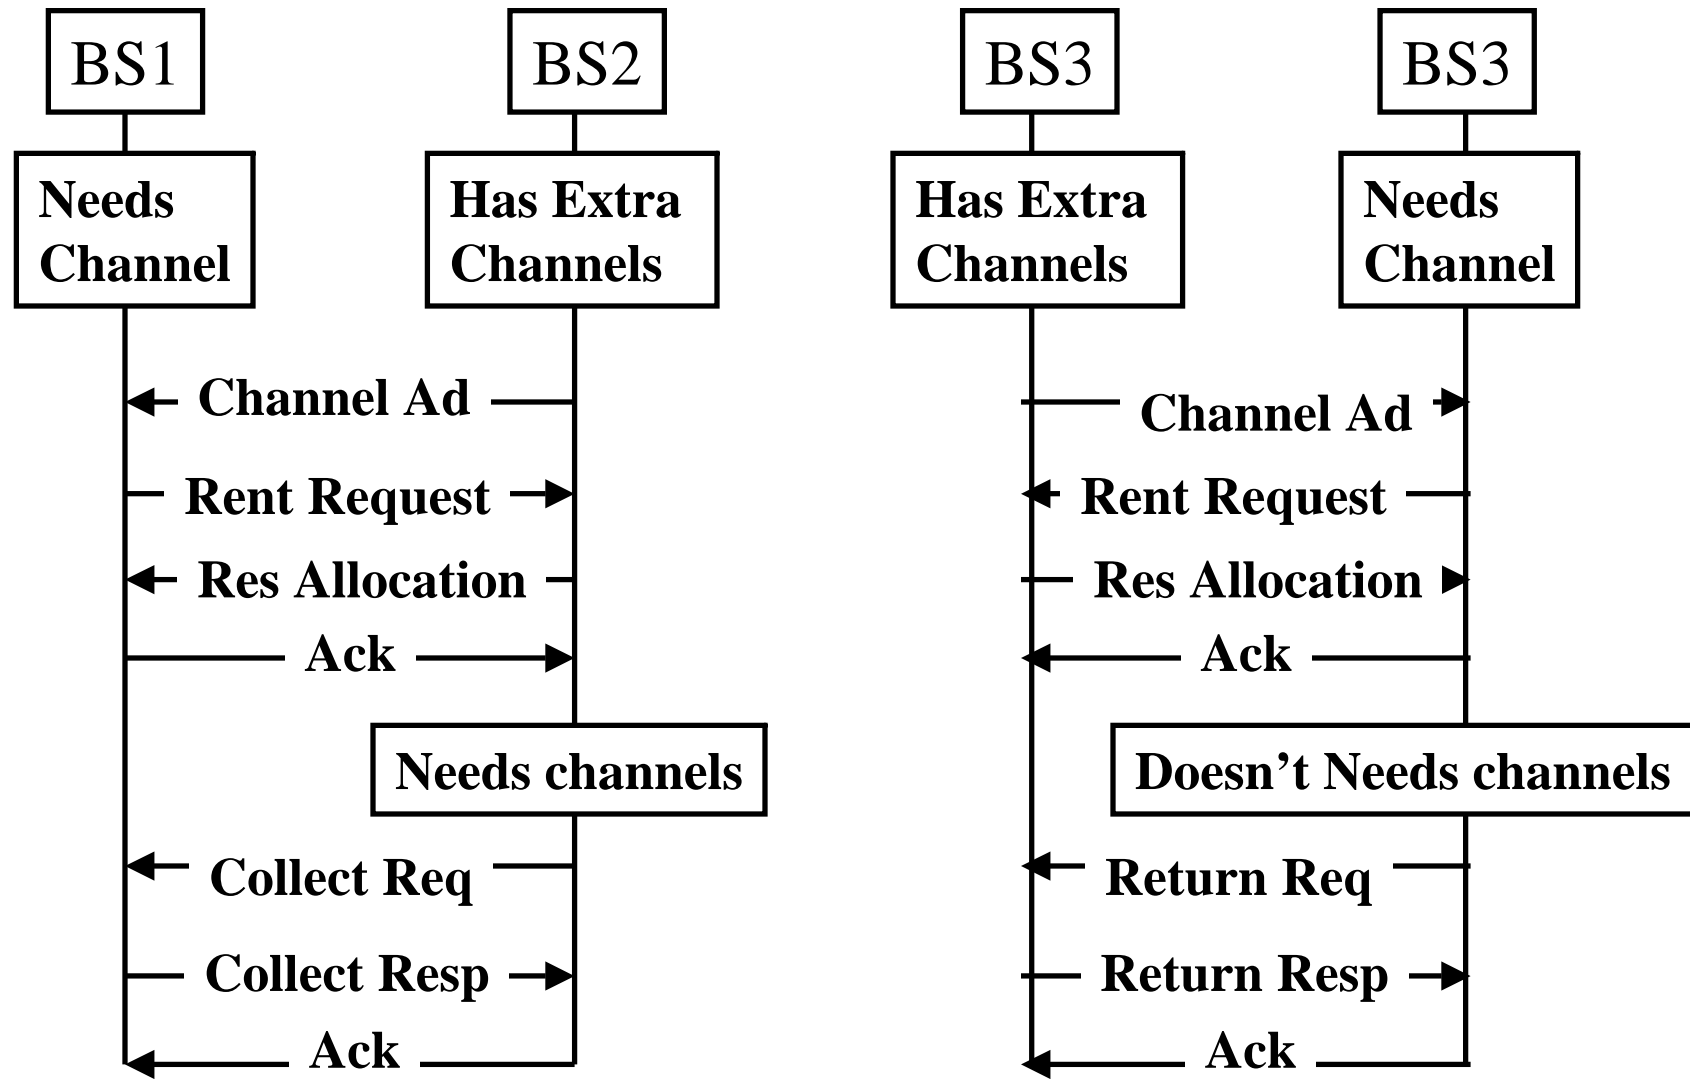 BS1
BS2
BS3
BS3
Needs
Channel
Has Extra
Channels
Has Extra
Channels
Needs
Channel
Channel Ad
Rent Request
Res Allocation
Ack
Needs channels
Collect Req
Collect Resp
Ack
Channel Ad
Rent Request
Res Allocation
Ack
Doesn't Needs channels
Return Req
Return Resp
Ack